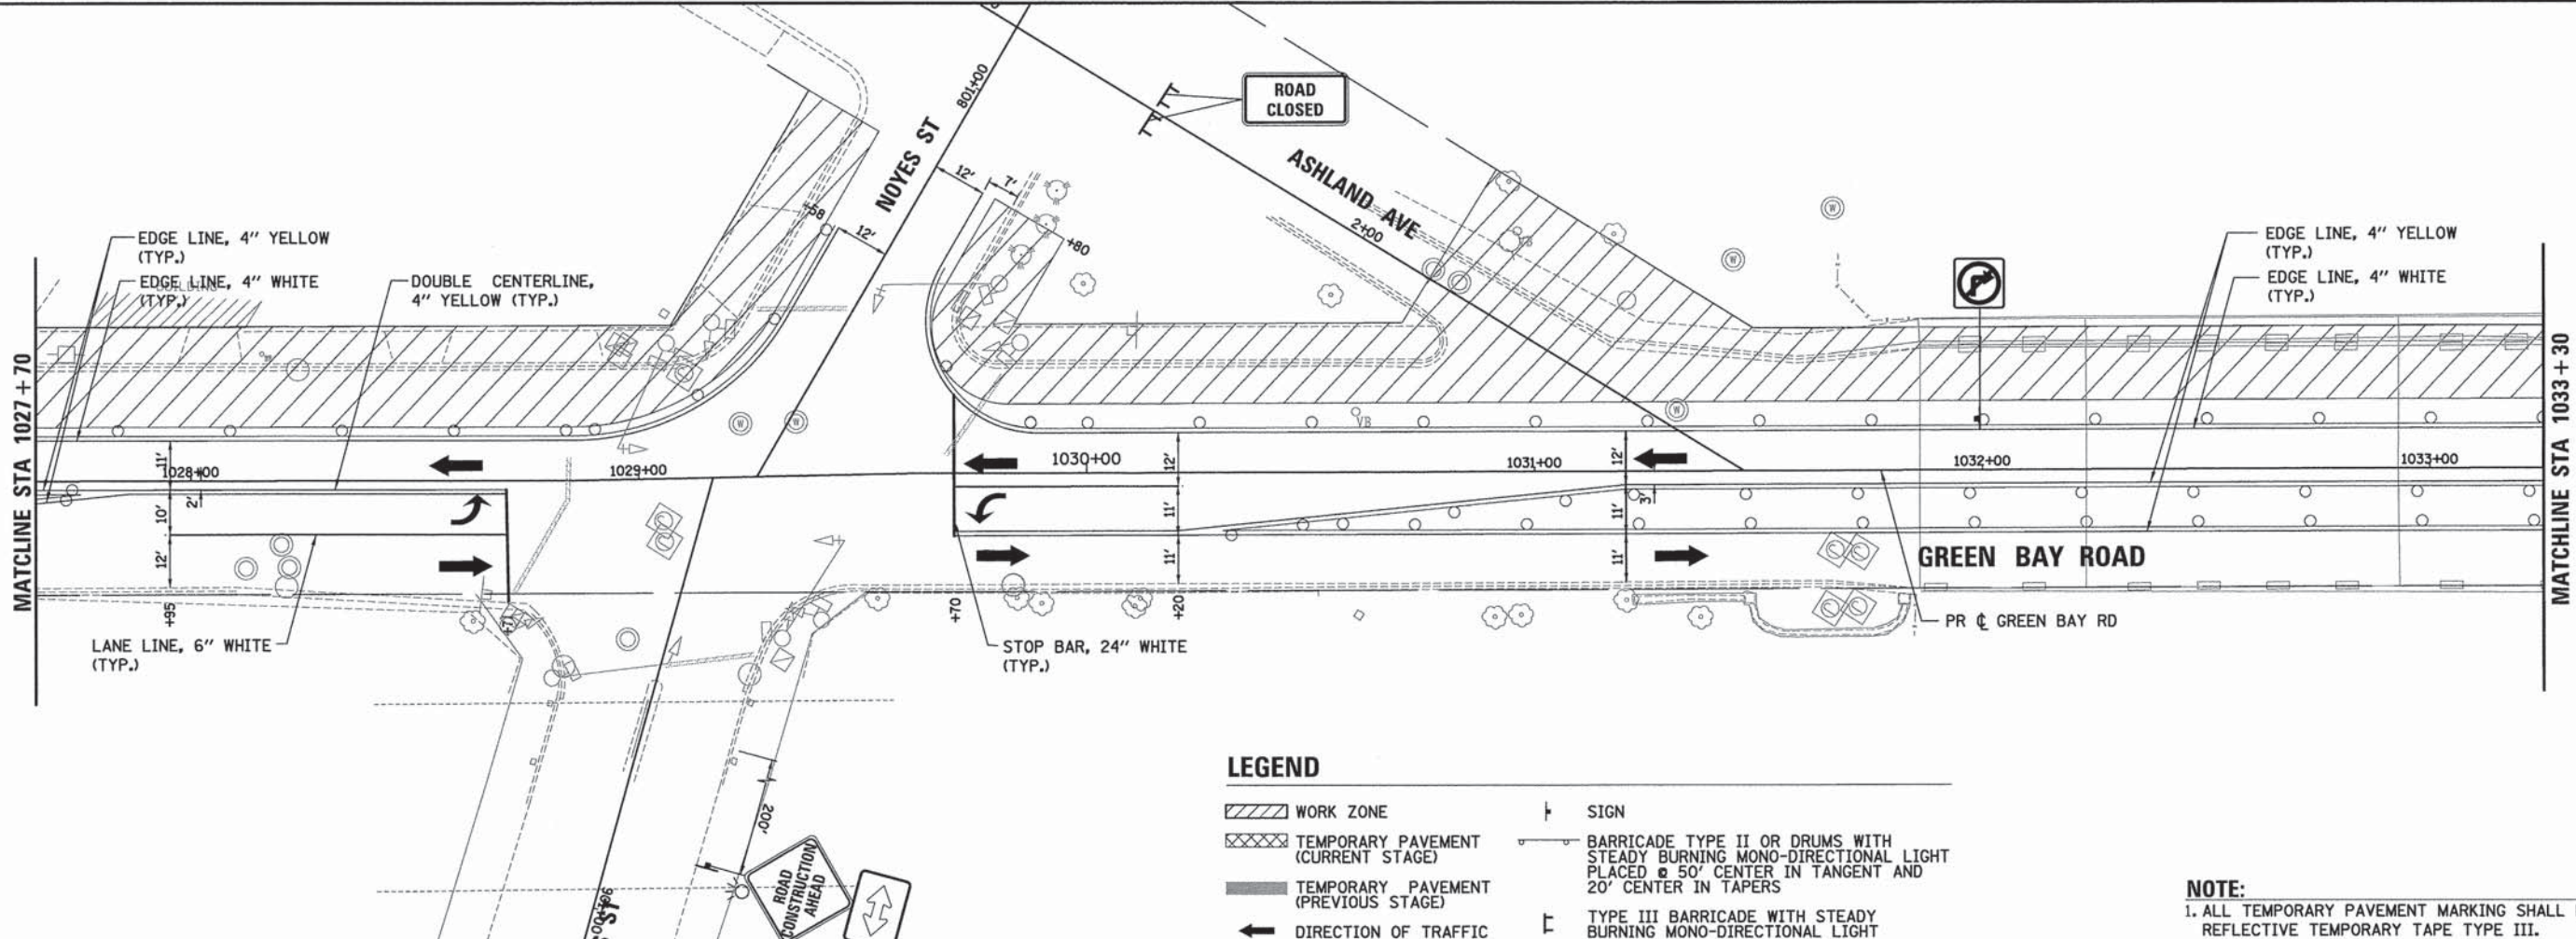 801+00
ROAD
CLOSED
NOYES ST
ASHLAND AVE
2+00
12'
7'
+58
12'
+80
EDGE LINE, 4" YELLOW
(TYP.)
EDGE LINE, 4" WHITE
(TYP.)
BUILDING
DOUBLE CENTERLINE,
4" YELLOW (TYP.)
EDGE LINE, 4" YELLOW
(TYP.)
EDGE LINE, 4" WHITE
(TYP.)
W
W
W
W
W
VB
MATCLINE STA 1027+70
11'
1028+00
1029+00
1030+00
12'
1031+00
12'
1032+00
1033+00
MATCHLINE STA 1033+30
2'
10'
12'
11'
11'
3'
11'
11'
GREEN BAY ROAD
+95
+71
+70
+20
LANE LINE, 6" WHITE
(TYP.)
STOP BAR, 24" WHITE
(TYP.)
PR ℄ GREEN BAY RD
200'
ROAD
CONSTRUCTION
AHEAD
ST
LEGEND
WORK ZONE
TEMPORARY PAVEMENT
(CURRENT STAGE)
TEMPORARY PAVEMENT
(PREVIOUS STAGE)
DIRECTION OF TRAFFIC
SIGN
BARRICADE TYPE II OR DRUMS WITH
STEADY BURNING MONO-DIRECTIONAL LIGHT
PLACED @ 50' CENTER IN TANGENT AND
20' CENTER IN TAPERS
TYPE III BARRICADE WITH STEADY
BURNING MONO-DIRECTIONAL LIGHT
NOTE:
1. ALL TEMPORARY PAVEMENT MARKING SHALL
REFLECTIVE TEMPORARY TAPE TYPE III.